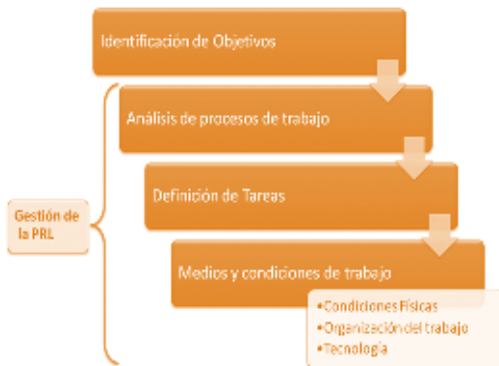 Identificación de Objetivos
Análisis de procesos de trabajo
Definición de Tareas
Gestión de
la PRL
Medios y condiciones de trabajo
•Condiciones Físicas
•Organización del trabajo
•Tecnología